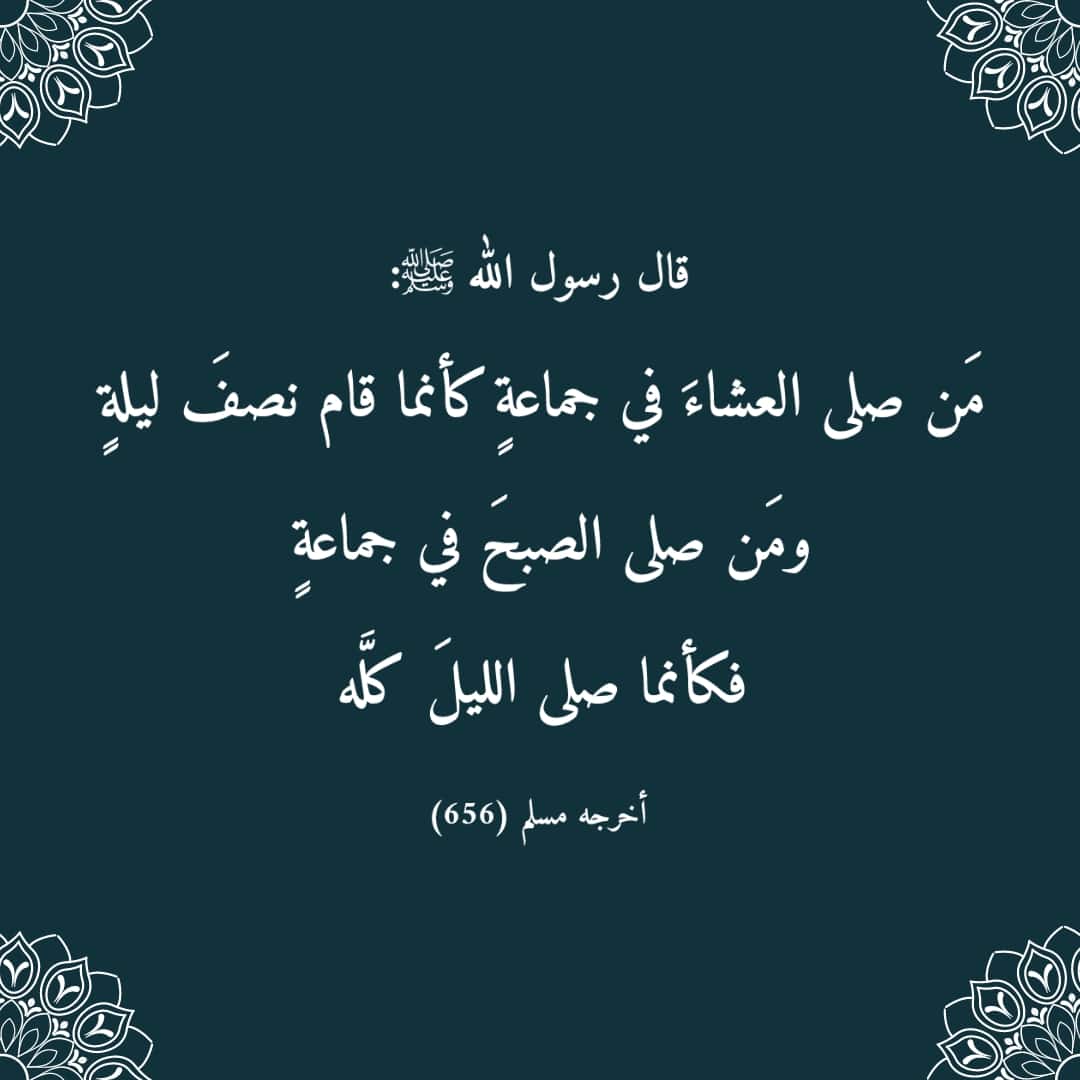 قال رسول الله ﷺ:
مَن صلى العشاءَ في جماعةٍ كأنما قام نصفَ ليلةٍ
ومَن صلى الصبحَ في جماعةٍ
فكأنما صلى الليلَ كلَّه
أخرجه مسلم (656)